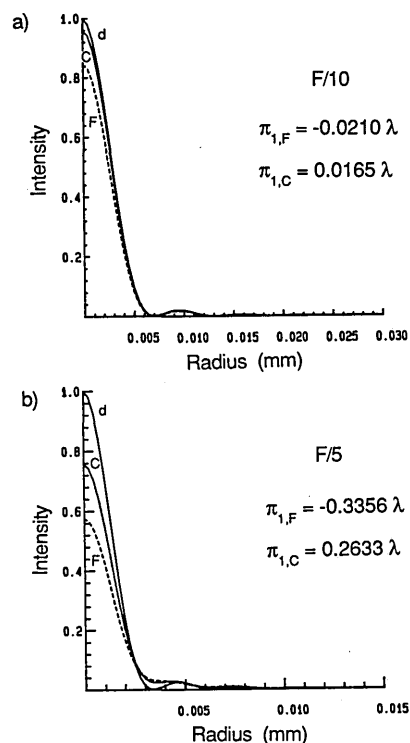 a)
1.0
d
C
0.8
F/10
F
0.6
π1,F = -0.0210 λ
Intensity
π1,C = 0.0165 λ
0.4
0.2
0.005 0.010 0.015 0.020 0.025 0.030
Radius (mm)
b)
1.0
d
0.8
C
F/5
0.6
F
π1,F = -0.3356 λ
Intensity
π1,C = 0.2633 λ
0.4
0.2
0.005 0.010 0.015
Radius (mm)